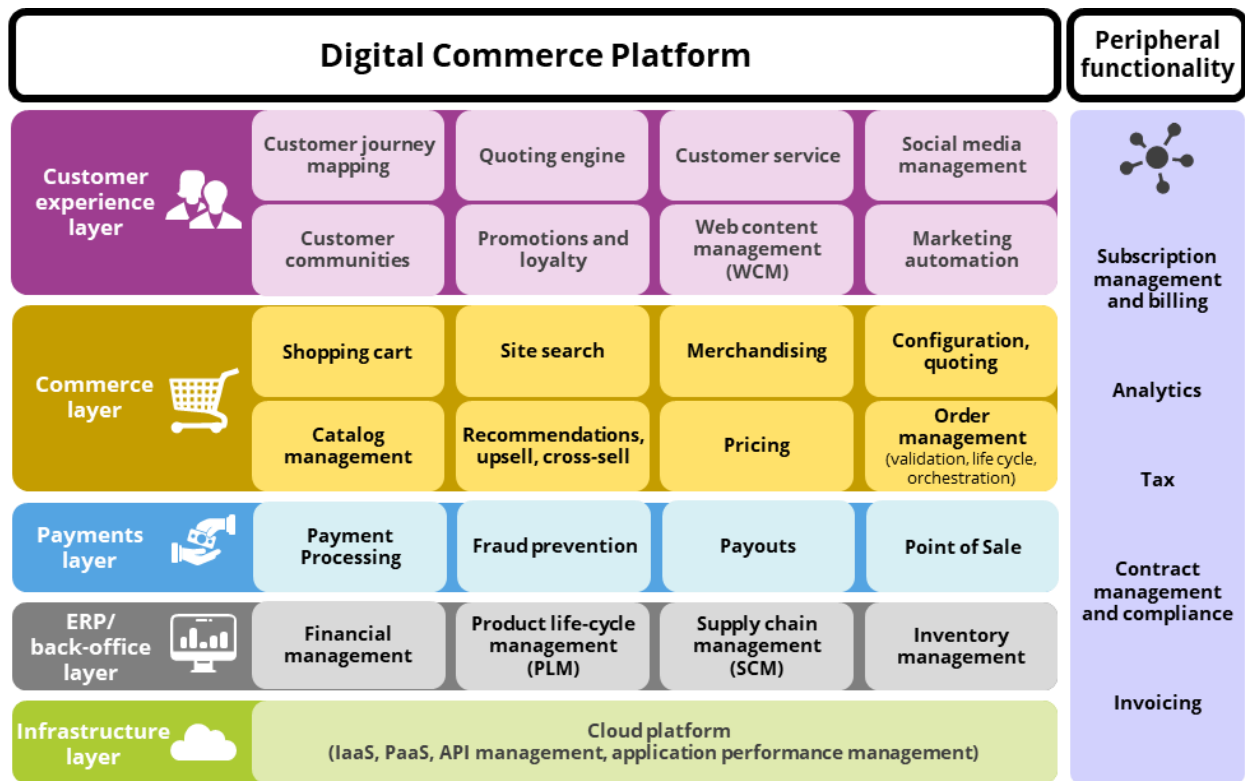 Digital Commerce Platform
Peripheral
functionality
Customer
experience
layer
Customer journey
mapping
Quoting engine
Customer service
Social media
management
Customer
communities
Promotions and
loyalty
Web content
management
(WCM)
Marketing
automation
Commerce
layer
Shopping cart
Site search
Merchandising
Configuration,
quoting
Catalog
management
Recommendations,
upsell, cross-sell
Pricing
Order
management
(validation, life cycle,
orchestration)
Payments
layer
Payment
Processing
Fraud prevention
Payouts
Point of Sale
ERP/
back-office
layer
Financial
management
Product life-cycle
management
(PLM)
Supply chain
management
(SCM)
Inventory
management
Infrastructure
layer
Cloud platform
(IaaS, PaaS, API management, application performance management)
Subscription
management
and billing
Analytics
Tax
Contract
management
and compliance
Invoicing